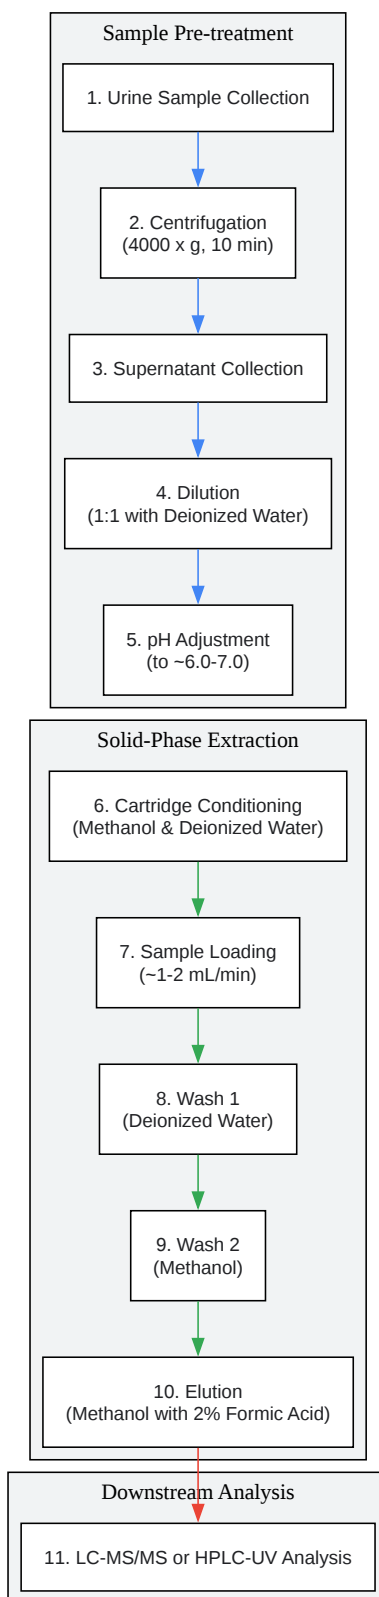 Sample Pre-treatment
1. Urine Sample Collection
2. Centrifugation
(4000 x g, 10 min)
3. Supernatant Collection
4. Dilution
(1:1 with Deionized Water)
5. pH Adjustment
(to ~6.0-7.0)
Solid-Phase Extraction
6. Cartridge Conditioning
(Methanol & Deionized Water)
7. Sample Loading
(~1-2 mL/min)
8. Wash 1
(Deionized Water)
9. Wash 2
(Methanol)
10. Elution
(Methanol with 2% Formic Acid)
Downstream Analysis
11. LC-MS/MS or HPLC-UV Analysis